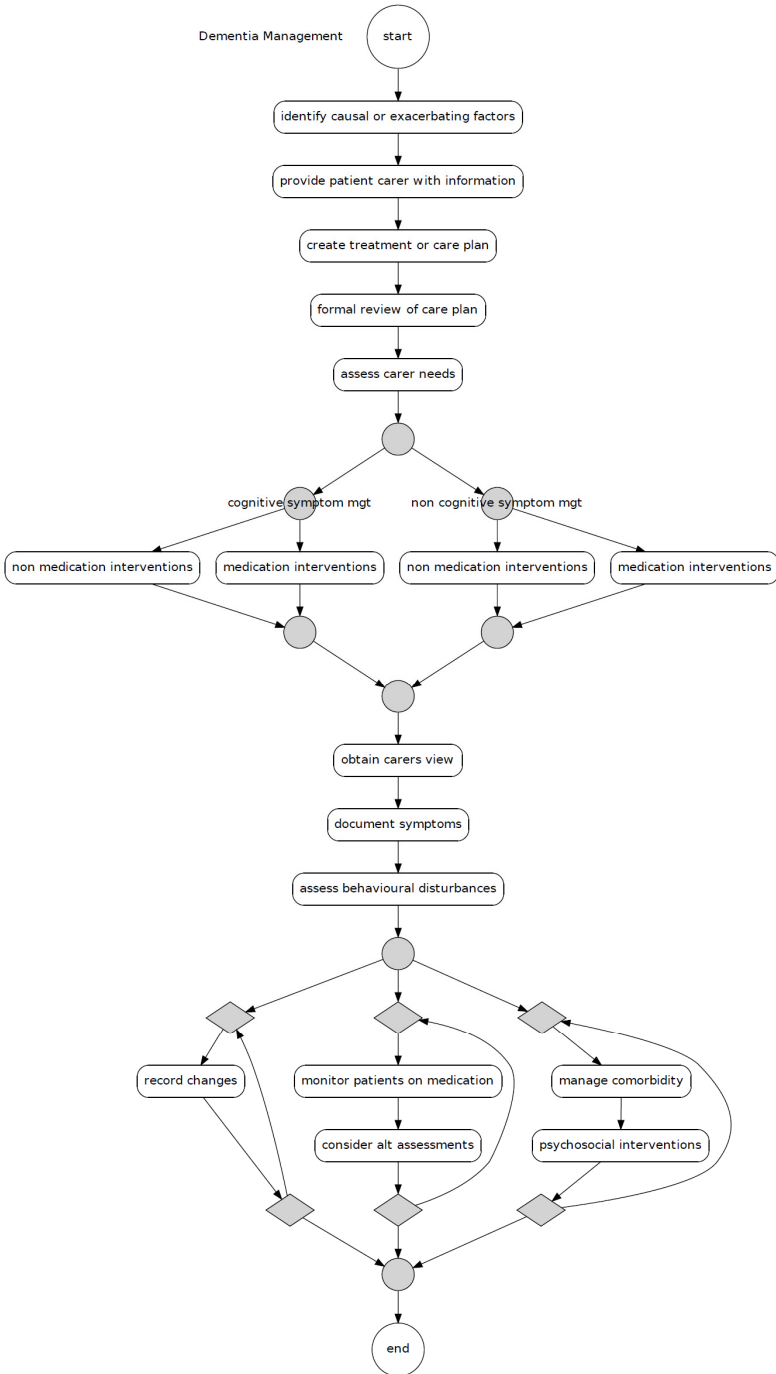 Dementia Management
start
identify causal or exacerbating factors
provide patient carer with information
create treatment or care plan
formal review of care plan
assess carer needs
cognitive symptom mgt
non cognitive symptom mgt
non medication interventions
medication interventions
non medication interventions
medication interventions
obtain carers view
document symptoms
assess behavioural disturbances
record changes
monitor patients on medication
manage comorbidity
consider alt assessments
psychosocial interventions
end